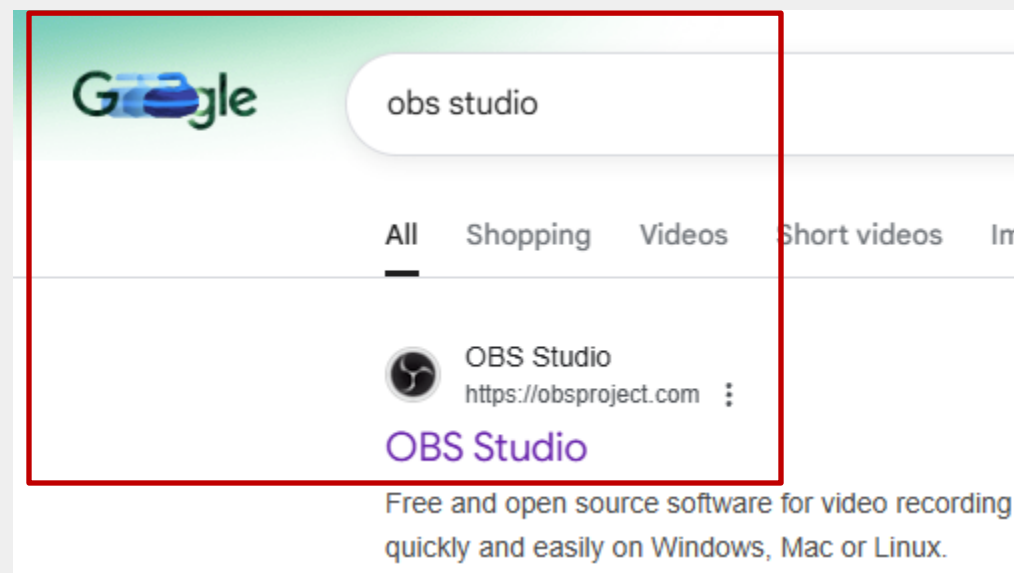 Google
obs studio
All Shopping Videos Short videos
OBS Studio
https://obsproject.com
OBS Studio
Free and open source software for video recording
quickly and easily on Windows, Mac or Linux.